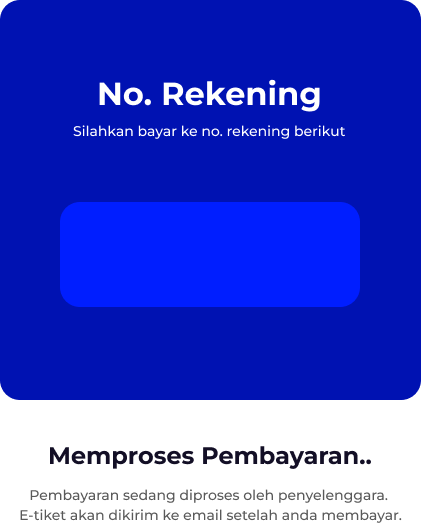 No. Rekening
Silahkan bayar ke no. rekening berikut
Memproses Pembayaran..
Pembayaran sedang diproses oleh penyelenggara.
E-tiket akan dikirim ke email setelah anda membayar.